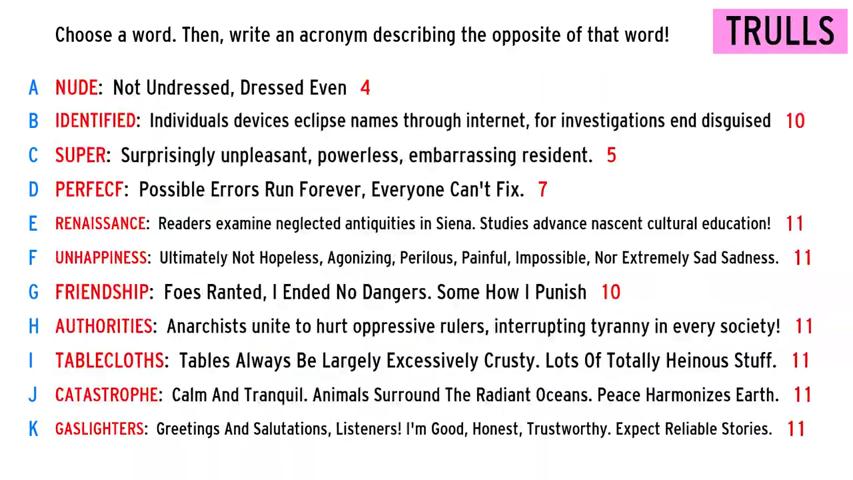 Choose a word. Then, write an acronym describing the opposite of that word!
TRULLS
A NUDE: Not Undressed, Dressed Even 4
B IDENTIFIED: Individuals devices eclipse names through internet, for investigations end disguised 10
C SUPER: Surprisingly unpleasant, powerless, embarrassing resident. 5
D PERFECF: Possible Errors Run Forever, Everyone Can't Fix. 7
E RENAISSANCE: Readers examine neglected antiquities in Siena. Studies advance nascent cultural education! 11
F UNHAPPINESS: Ultimately Not Hopeless, Agonizing, Perilous, Painful, Impossible, Nor Extremely Sad Sadness. 11
G FRIENDSHIP: Foes Ranted, I Ended No Dangers. Some How I Punish 10
H AUTHORITIES: Anarchists unite to hurt oppressive rulers, interrupting tyranny in every society! 11
I TABLECLOTHS: Tables Always Be Largely Excessively Crusty. Lots Of Totally Heinous Stuff. 11
J CATASTROPHE: Calm And Tranquil. Animals Surround The Radiant Oceans. Peace Harmonizes Earth. 11
K GASLIGHTERS: Greetings And Salutations, Listeners! I'm Good, Honest, Trustworthy. Expect Reliable Stories. 11